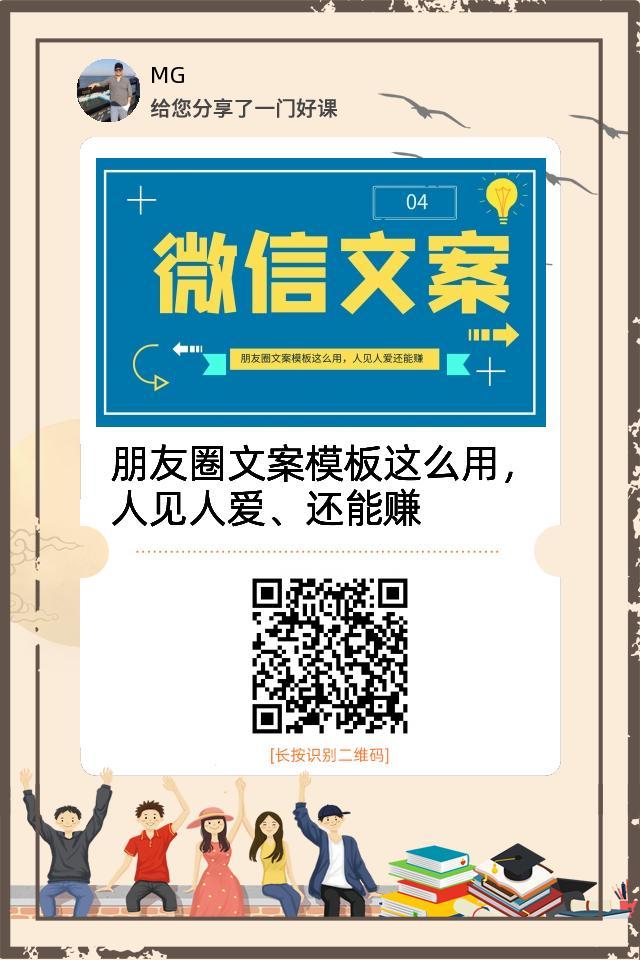 MG
给您分享了一门好课
04
微信文案
朋友圈文案模板这么用，人见人爱还能赚
朋友圈文案模板这么用，
人见人爱、还能赚
[长按识别二维码]